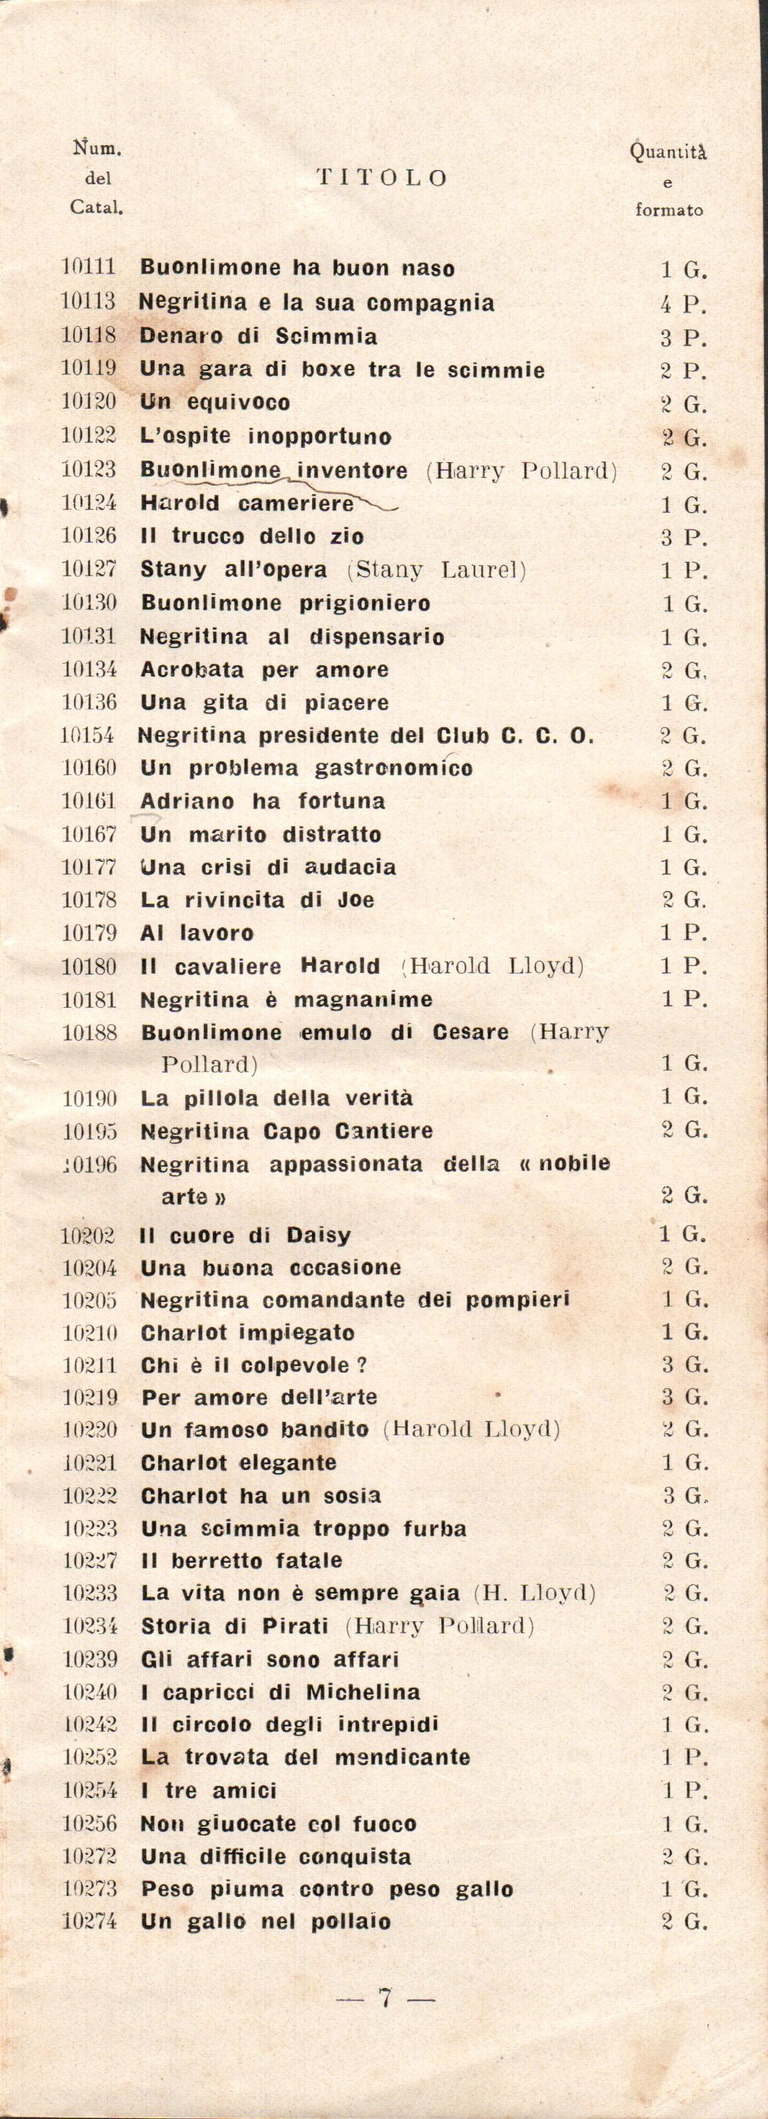 Num.
del
Catal.
TITOLO
Quantità
e
formato
10111 Buonlimone ha buon naso 1 G.
10113 Negritina e la sua compagnia 4 P.
10118 Denaro di Scimmia 3 P.
10119 Una gara di boxe tra le scimmie 2 P.
10120 Un equivoco 2 G.
10122 L'ospite inopportuno 2 G.
10123 Buonlimone inventore (Harry Pollard) 2 G.
10124 Harold cameriere 1 G.
10126 Il trucco dello zio 3 P.
10127 Stany all'opera (Stany Laurel) 1 P.
10130 Buonlimone prigioniero 1 G.
10131 Negritina al dispensario 1 G.
10134 Acrobata per amore 2 G.
10136 Una gita di piacere 1 G.
10154 Negritina presidente del Club C. C. O. 2 G.
10160 Un problema gastronomico 2 G.
10161 Adriano ha fortuna 1 G.
10167 Un marito distratto 1 G.
10177 Una crisi di audacia 1 G.
10178 La rivincita di Joe 2 G.
10179 Al lavoro 1 P.
10180 Il cavaliere Harold (Harold Lloyd) 1 P.
10181 Negritina è magnanime 1 P.
10188 Buonlimone emulo di Cesare (Harry
Pollard) 1 G.
10190 La pillola della verità 1 G.
10195 Negritina Capo Cantiere 2 G.
10196 Negritina appassionata della « nobile
arte » 2 G.
10202 Il cuore di Daisy 1 G.
10204 Una buona occasione 2 G.
10205 Negritina comandante dei pompieri 1 G.
10210 Charlot impiegato 1 G.
10211 Chi è il colpevole ? 3 G.
10219 Per amore dell'arte 3 G.
10220 Un famoso bandito (Harold Lloyd) 2 G.
10221 Charlot elegante 1 G.
10222 Charlot ha un sosia 3 G.
10223 Una scimmia troppo furba 2 G.
10227 Il berretto fatale 2 G.
10233 La vita non è sempre gaia (H. Lloyd) 2 G.
10234 Storia di Pirati (Harry Pollard) 2 G.
10239 Gli affari sono affari 2 G.
10240 I capricci di Michelina 2 G.
10242 Il circolo degli intrepidi 1 G.
10252 La trovata del mendicante 1 P.
10254 I tre amici 1 P.
10256 Non giuocate col fuoco 1 G.
10272 Una difficile conquista 2 G.
10273 Peso piuma contro peso gallo 1 G.
10274 Un gallo nel pollaio 2 G.
— 7 —